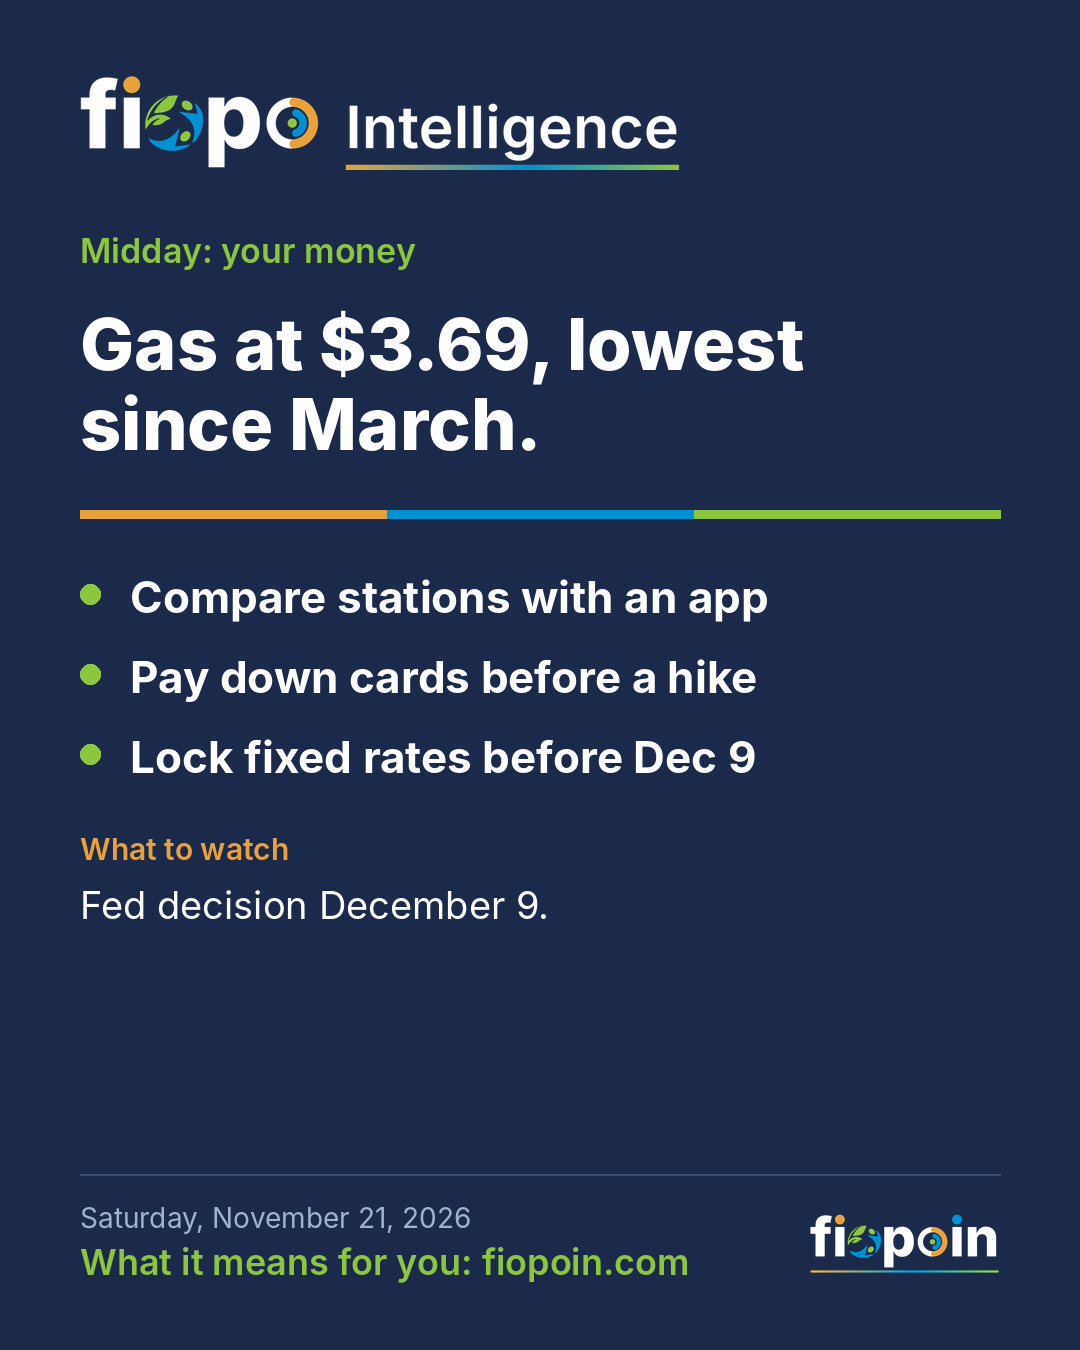 fiopo Intelligence
Midday: your money
Gas at $3.69, lowest
since March.
Compare stations with an app
Pay down cards before a hike
Lock fixed rates before Dec 9
What to watch
Fed decision December 9.
Saturday, November 21, 2026
What it means for you: fiopoin.com
fiopoin